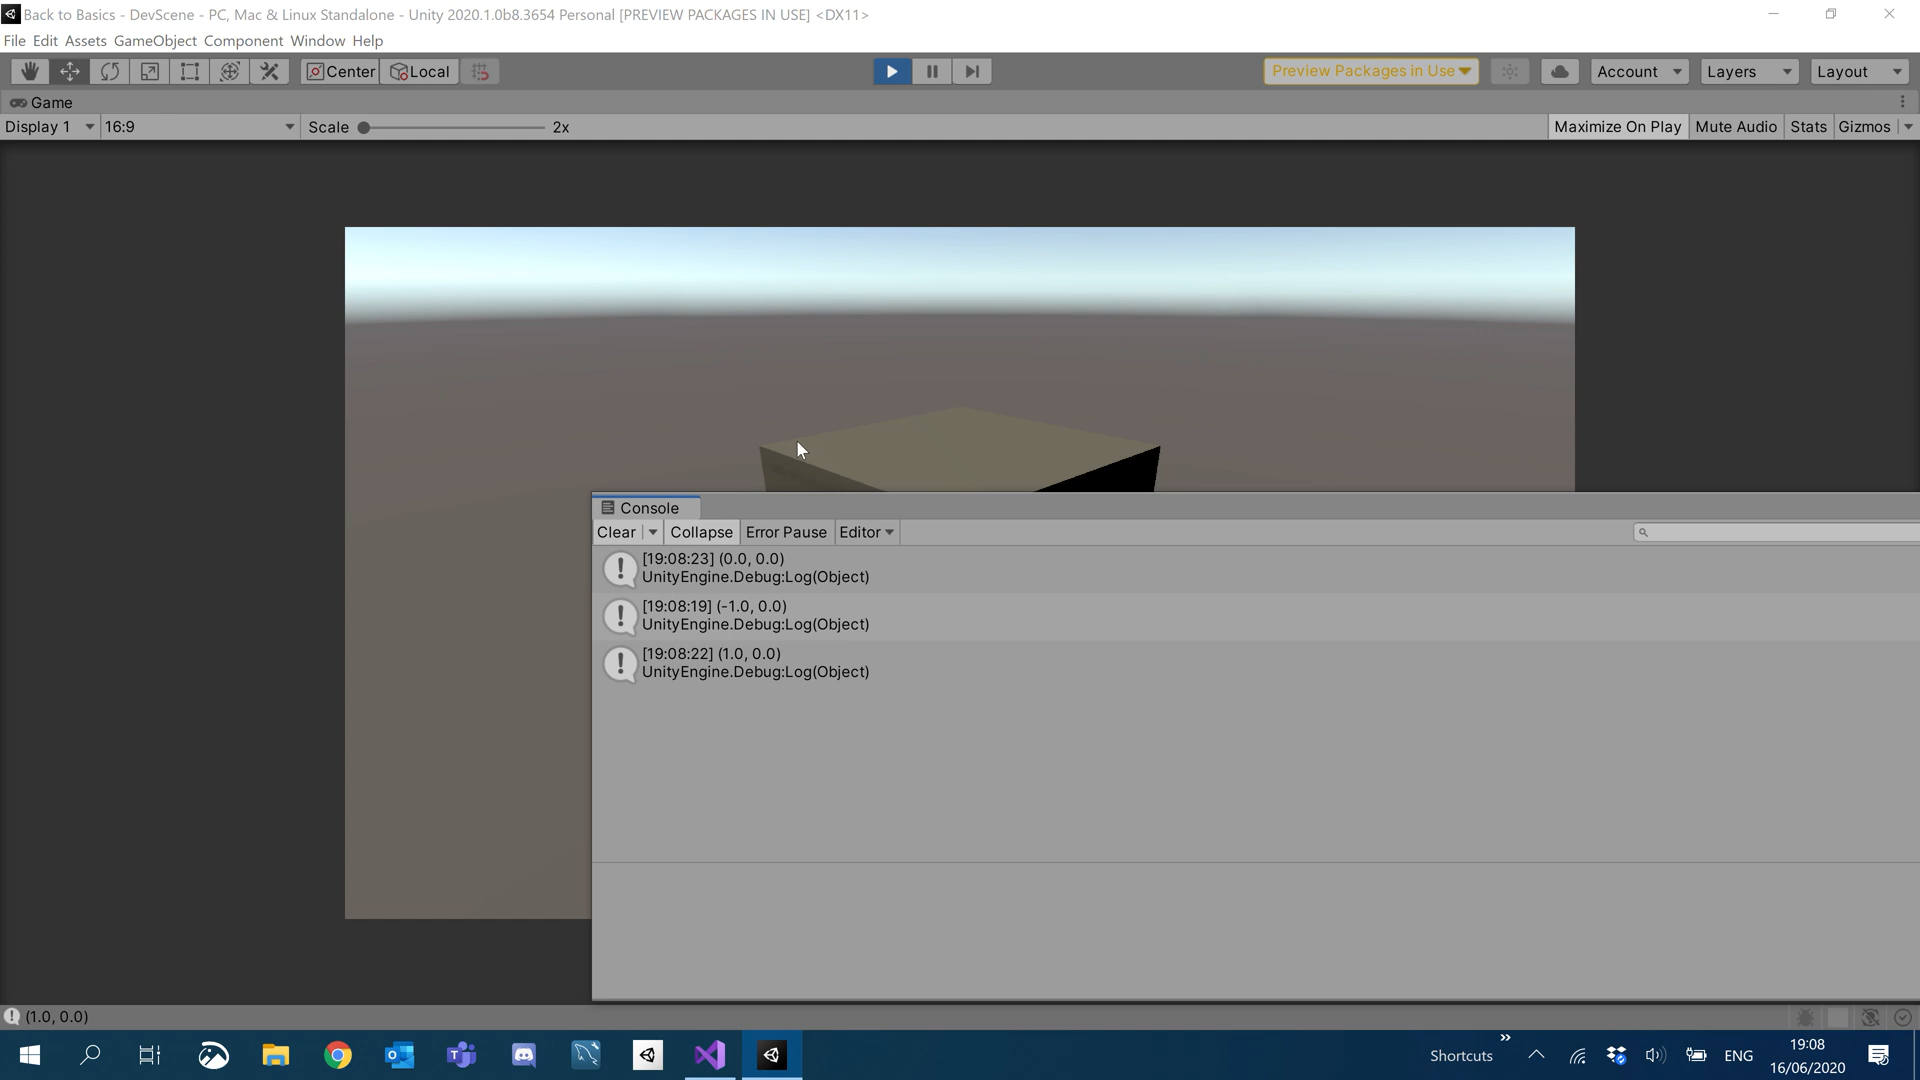 Back to Basics - DevScene - PC, Mac & Linux Standalone - Unity 2020.1.0b8.3654 Personal [PREVIEW PACKAGES IN USE] <DX11>
File Edit Assets GameObject Component Window Help
Center Local Preview Packages in Use Account Layers Layout
Game
Display 1 16:9 Scale 2x Maximize On Play Mute Audio Stats Gizmos
Console
Clear Collapse Error Pause Editor
[19:08:23] (0.0, 0.0)
UnityEngine.Debug:Log(Object)
[19:08:19] (-1.0, 0.0)
UnityEngine.Debug:Log(Object)
[19:08:22] (1.0, 0.0)
UnityEngine.Debug:Log(Object)
(1.0, 0.0)
Shortcuts » ENG 19:08
16/06/2020